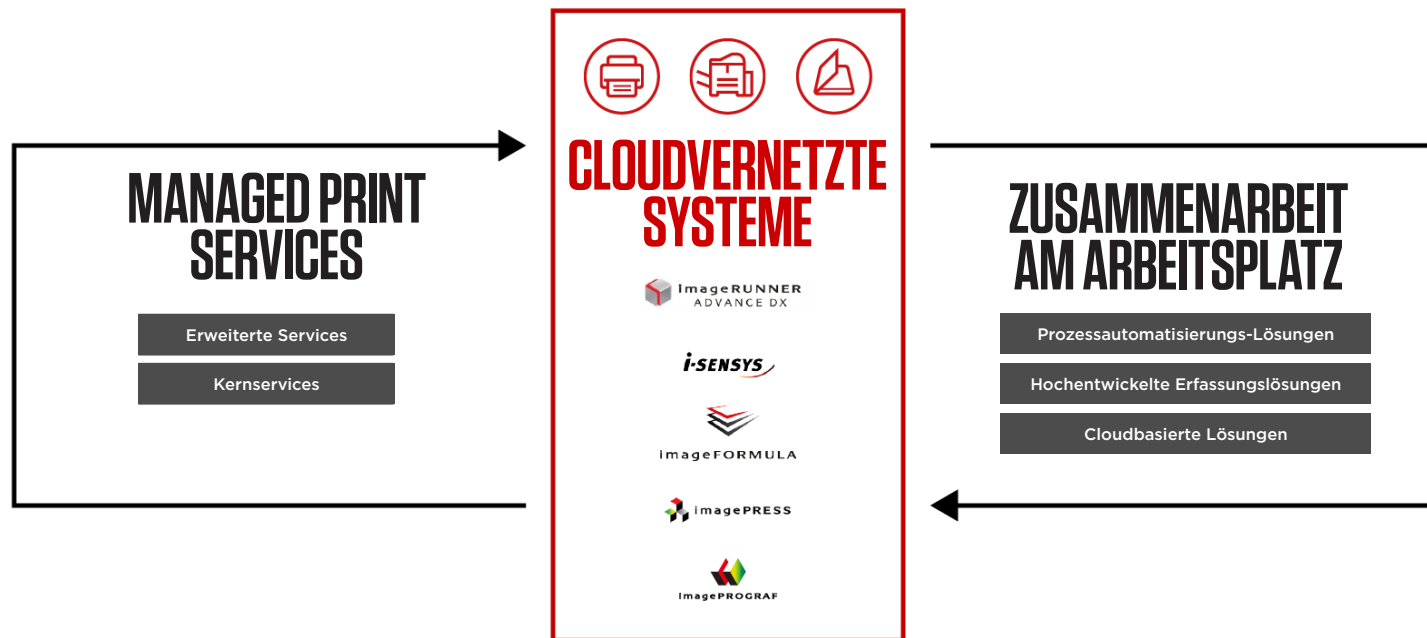 MANAGED PRINT
SERVICES
Erweiterte Services
Kernservices
CLOUDVERNETZTE
SYSTEME
imageRUNNER
ADVANCE DX
i-SENSYS
imageFORMULA
imagePRESS
imagePROGRAF
ZUSAMMENARBEIT
AM ARBEITSPLATZ
Prozessautomatisierungs-Lösungen
Hochentwickelte Erfassungslösungen
Cloudbasierte Lösungen